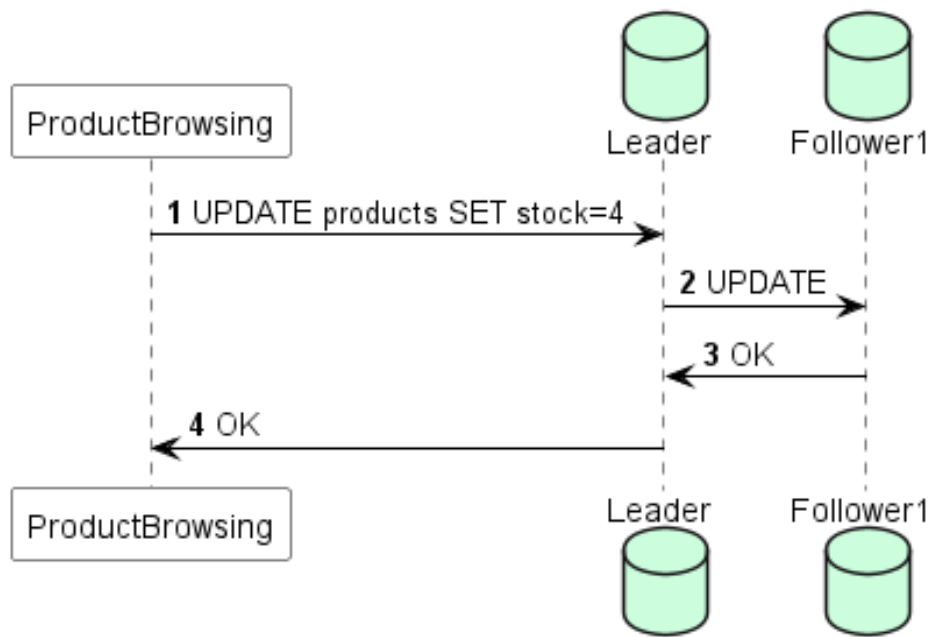 Leader Follower1
ProductBrowsing
1 UPDATE products SET stock=4
2 UPDATE
3 OK
4 OK
ProductBrowsing
Leader Follower1